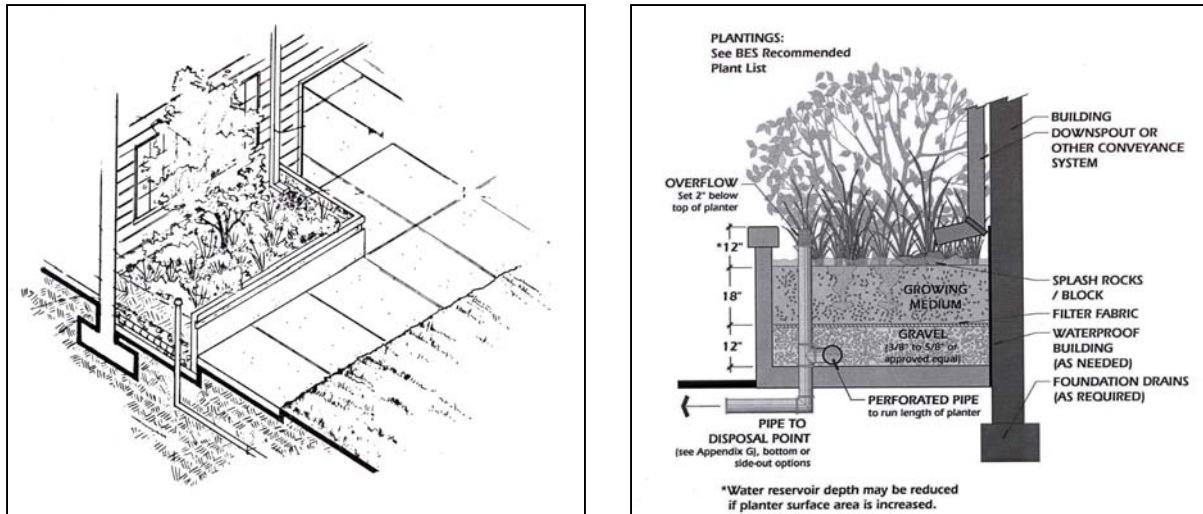 PLANTINGS:
See BES Recommended
Plant List
BUILDING
DOWNSPOUT OR
OTHER CONVEYANCE
SYSTEM
OVERFLOW
Set 2" below
top of planter
*12"
18"
12"
GROWING
MEDIUM
GRAVEL
(3/8" to 5/8" or
approved equal)
SPLASH ROCKS
/ BLOCK
FILTER FABRIC
WATERPROOF
BUILDING
(AS NEEDED)
FOUNDATION DRAINS
(AS REQUIRED)
PERFORATED PIPE
to run length of planter
PIPE TO
DISPOSAL POINT
(see Appendix G), bottom or
side-out options
*Water reservoir depth may be reduced
if planter surface area is increased.